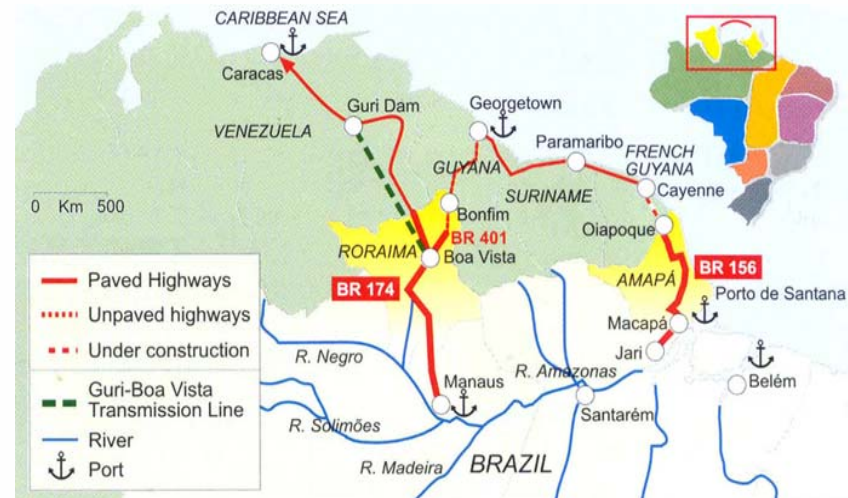 CARIBBEAN SEA
Caracas
Guri Dam
Georgetown
VENEZUELA
Paramaribo
GUYANA
FRENCH
GUYANA
SURINAME
Cayenne
0 Km 500
Bonfim
Oiapoque
BR 401
RORAIMA
Boa Vista
BR 156
AMAPÁ
BR 174
Porto de Santana
Macapá
Jari
Paved Highways
Unpaved highways
Under construction
Guri-Boa Vista
Transmission Line
River
Port
R. Negro
R. Amazonas
Manaus
Belém
Santarém
R. Solimões
R. Madeira
BRAZIL